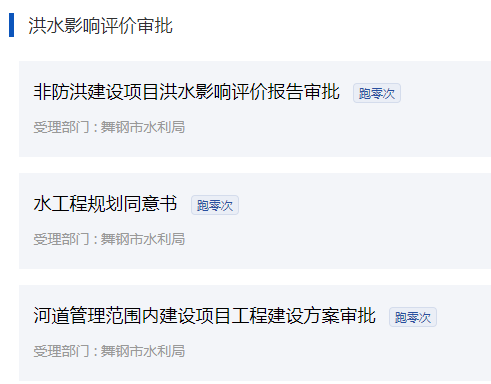 洪水影响评价审批
非防洪建设项目洪水影响评价报告审批 跑零次
受理部门 : 舞钢市水利局
水工程规划同意书 跑零次
受理部门 : 舞钢市水利局
河道管理范围内建设项目工程建设方案审批 跑零次
受理部门 : 舞钢市水利局